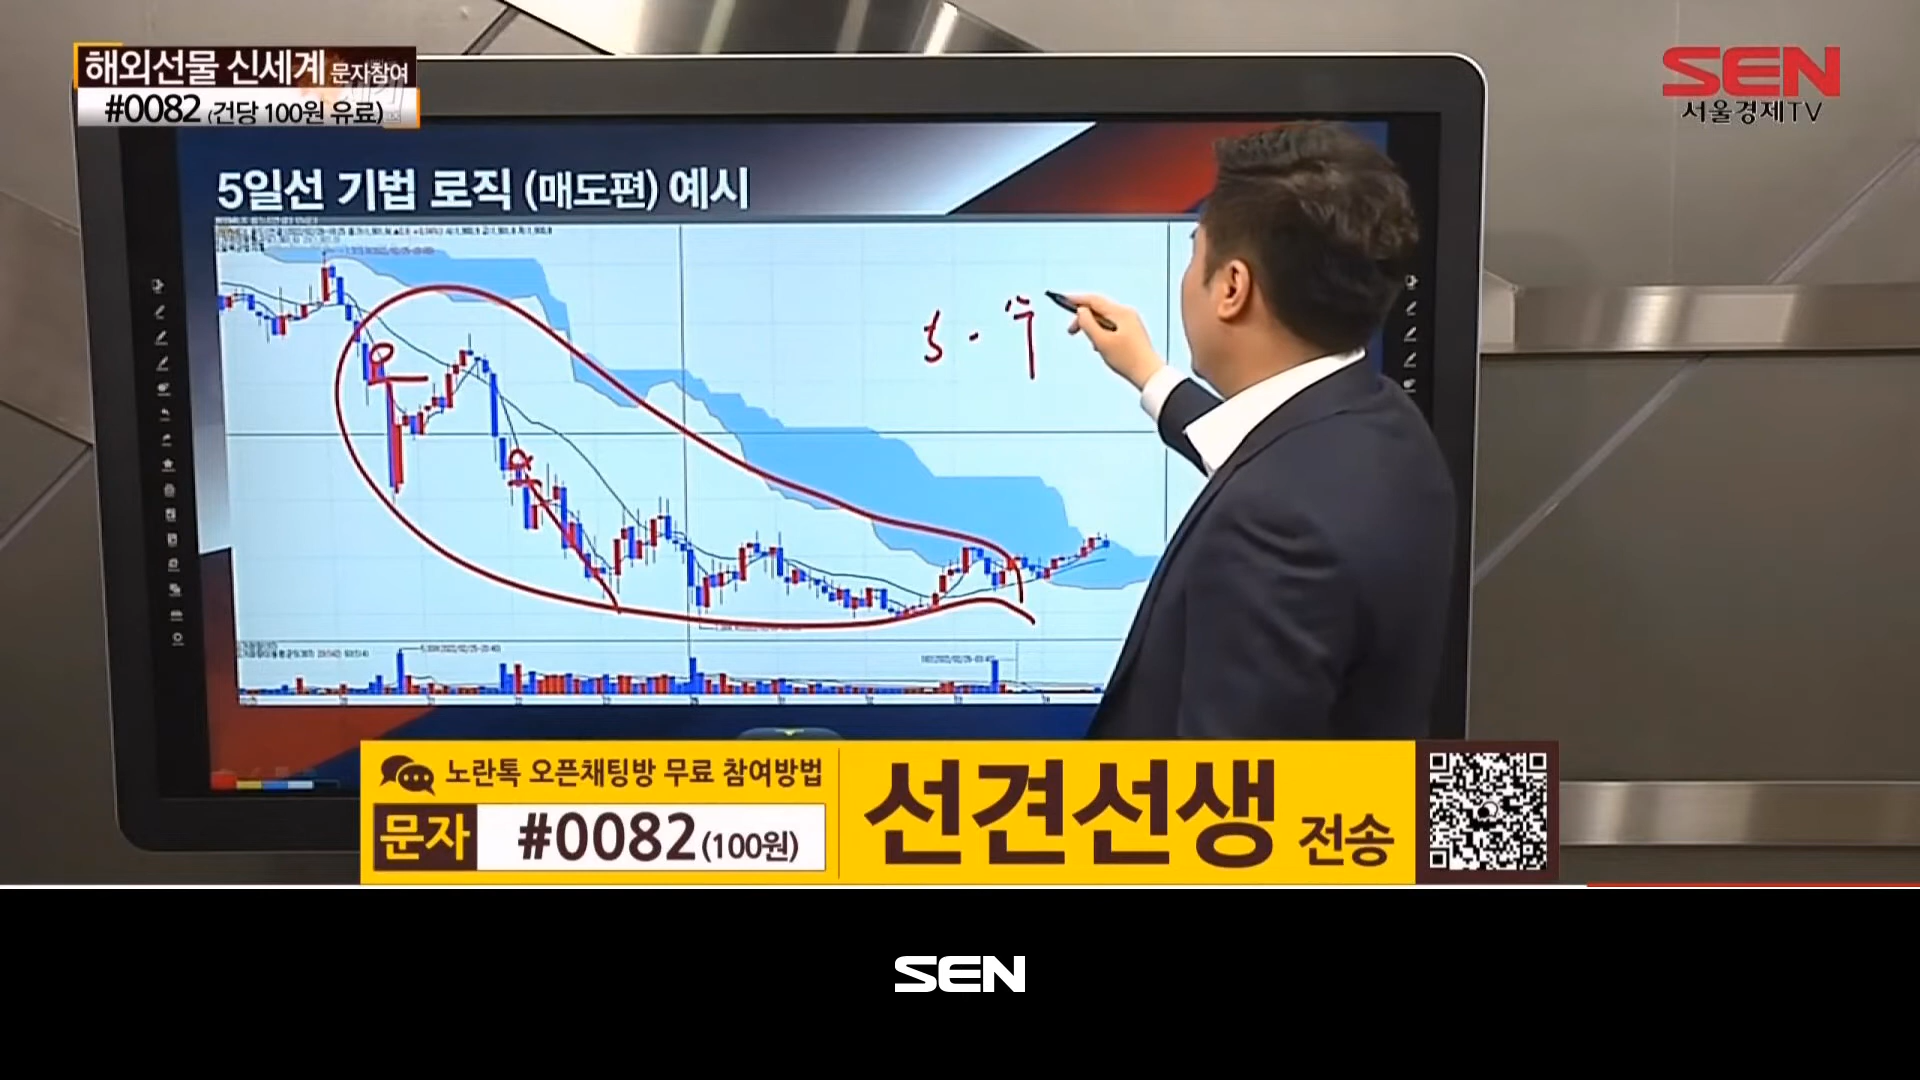 해외선물 신세계 문자참여
#0082 (건당 100원 유료)
SEN
서울경제TV
5일선 기법 로직 (매도편) 예시
노란톡 오픈채팅방 무료 참여방법
문자 #0082(100원)
선견선생 전송
SEN